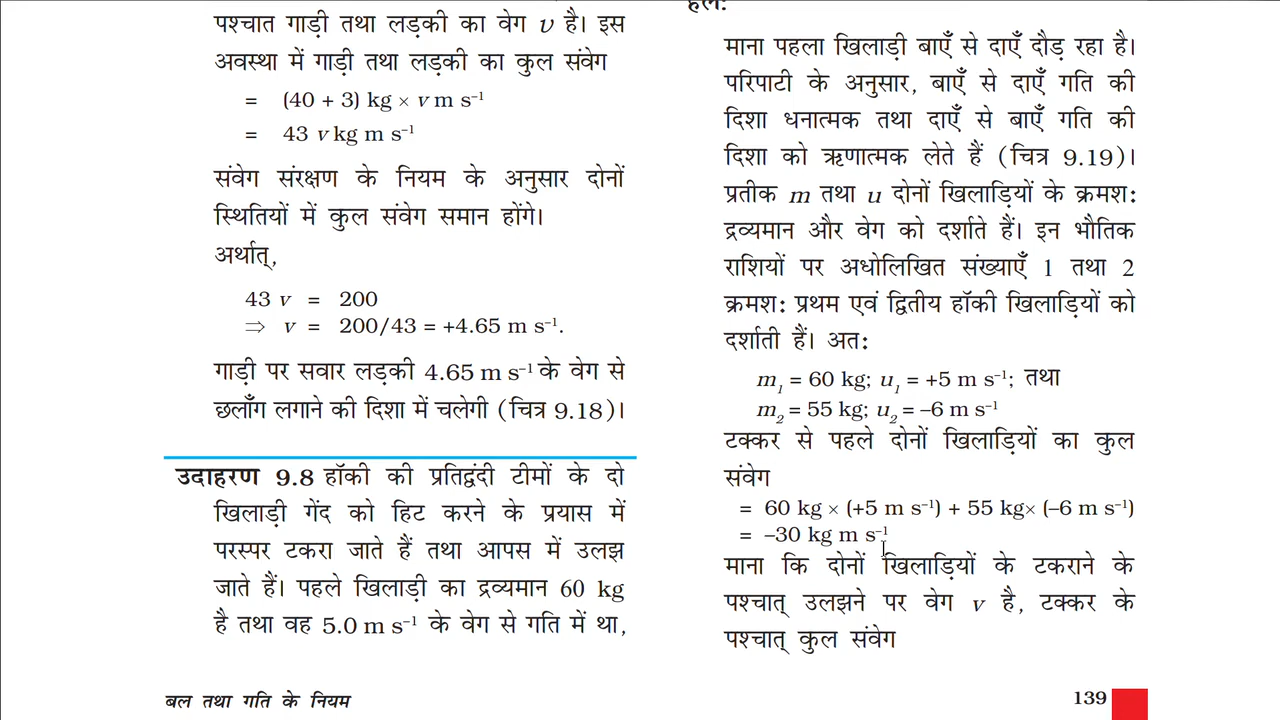 पश्चात गाड़ी तथा लड़की का वेग v है। इस
अवस्था में गाड़ी तथा लड़की का कुल संवेग
= (40 + 3) kg × v m s⁻¹
= 43 v kg m s⁻¹
संवेग संरक्षण के नियम के अनुसार दोनों
स्थितियों में कुल संवेग समान होंगे।
अर्थात्,
43 v = 200
⇒ v = 200/43 = +4.65 m s⁻¹.
गाड़ी पर सवार लड़की 4.65 m s⁻¹ के वेग से
छलाँग लगाने की दिशा में चलेगी (चित्र 9.18)।
उदाहरण 9.8 हॉकी की प्रतिद्वंदी टीमों के दो
खिलाड़ी गेंद को हिट करने के प्रयास में
परस्पर टकरा जाते हैं तथा आपस में उलझ
जाते हैं। पहले खिलाड़ी का द्रव्यमान 60 kg
है तथा वह 5.0 m s⁻¹ के वेग से गति में था,
हल:
माना पहला खिलाड़ी बाएँ से दाएँ दौड़ रहा है।
परिपाटी के अनुसार, बाएँ से दाएँ गति की
दिशा धनात्मक तथा दाएँ से बाएँ गति की
दिशा को ऋणात्मक लेते हैं (चित्र 9.19)।
प्रतीक m तथा u दोनों खिलाड़ियों के क्रमश:
द्रव्यमान और वेग को दर्शाते हैं। इन भौतिक
राशियों पर अधोलिखित संख्याएँ 1 तथा 2
क्रमश: प्रथम एवं द्वितीय हॉकी खिलाड़ियों को
दर्शाती हैं। अत:
m₁ = 60 kg; u₁ = +5 m s⁻¹; तथा
m₂ = 55 kg; u₂ = –6 m s⁻¹
टक्कर से पहले दोनों खिलाड़ियों का कुल
संवेग
= 60 kg × (+5 m s⁻¹) + 55 kg× (–6 m s⁻¹)
= –30 kg m s⁻¹
माना कि दोनों खिलाड़ियों के टकराने के
पश्चात् उलझने पर वेग v है, टक्कर के
पश्चात् कुल संवेग
बल तथा गति के नियम
139